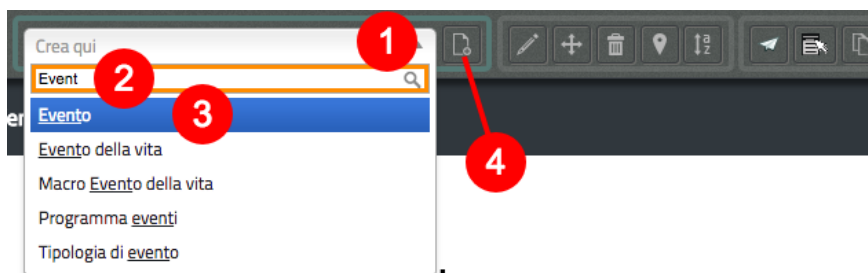 Crea qui 1
Event 2
er Evento 3
Evento della vita
4
Macro Evento della vita
Programma eventi
Tipologia di evento